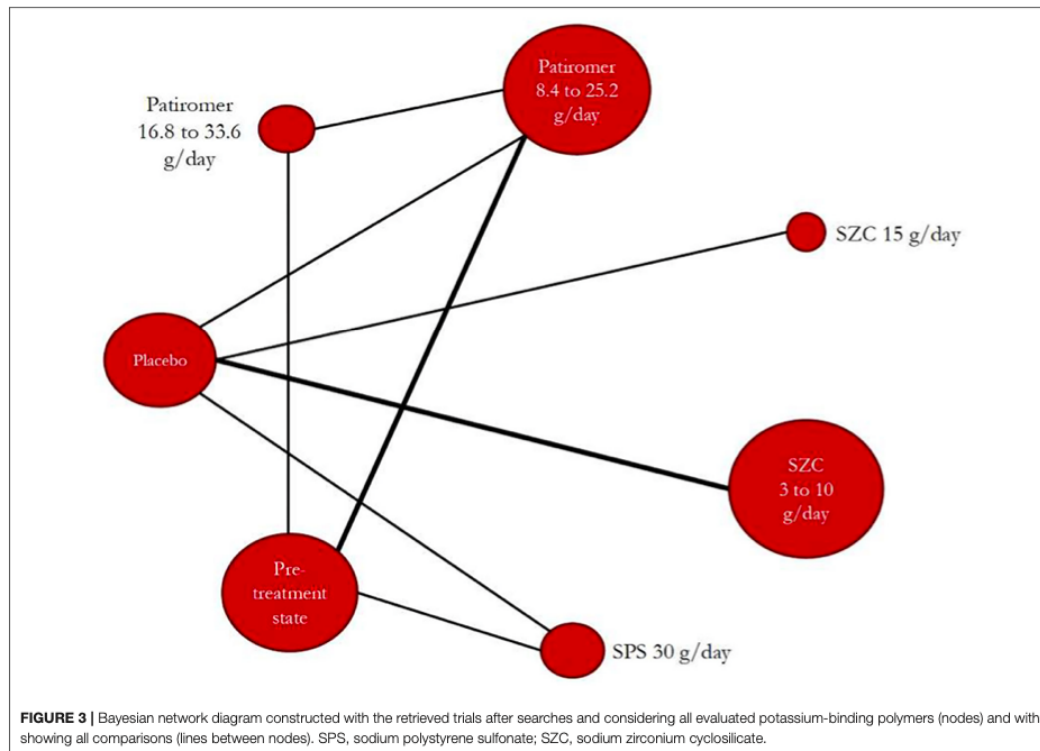 Patiromer
8.4 to 25.2
g/day
Patiromer
16.8 to 33.6
g/day
SZC 15 g/day
Placebo
SZC
3 to 10
g/day
Pre-
treatment
state
SPS 30 g/day
FIGURE 3 | Bayesian network diagram constructed with the retrieved trials after searches and considering all evaluated potassium-binding polymers (nodes) and with
showing all comparisons (lines between nodes). SPS, sodium polystyrene sulfonate; SZC, sodium zirconium cyclosilicate.